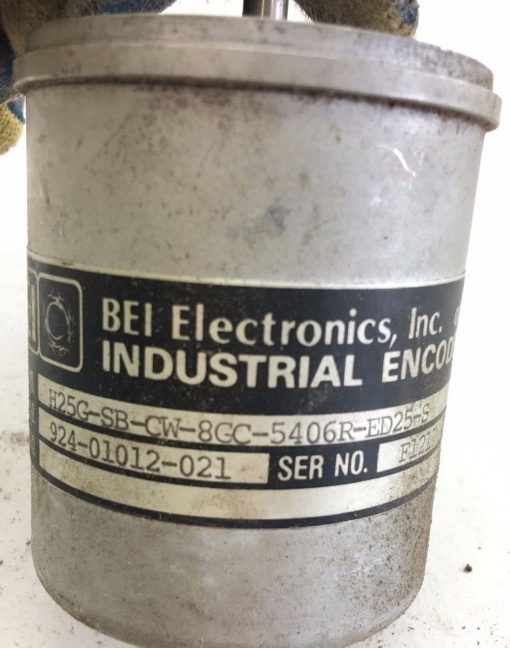 BEI Electronics, Inc.
INDUSTRIAL ENCOD
H25G-SB-CW-8GC-5406R-ED25-S
924-01012-021 SER NO.